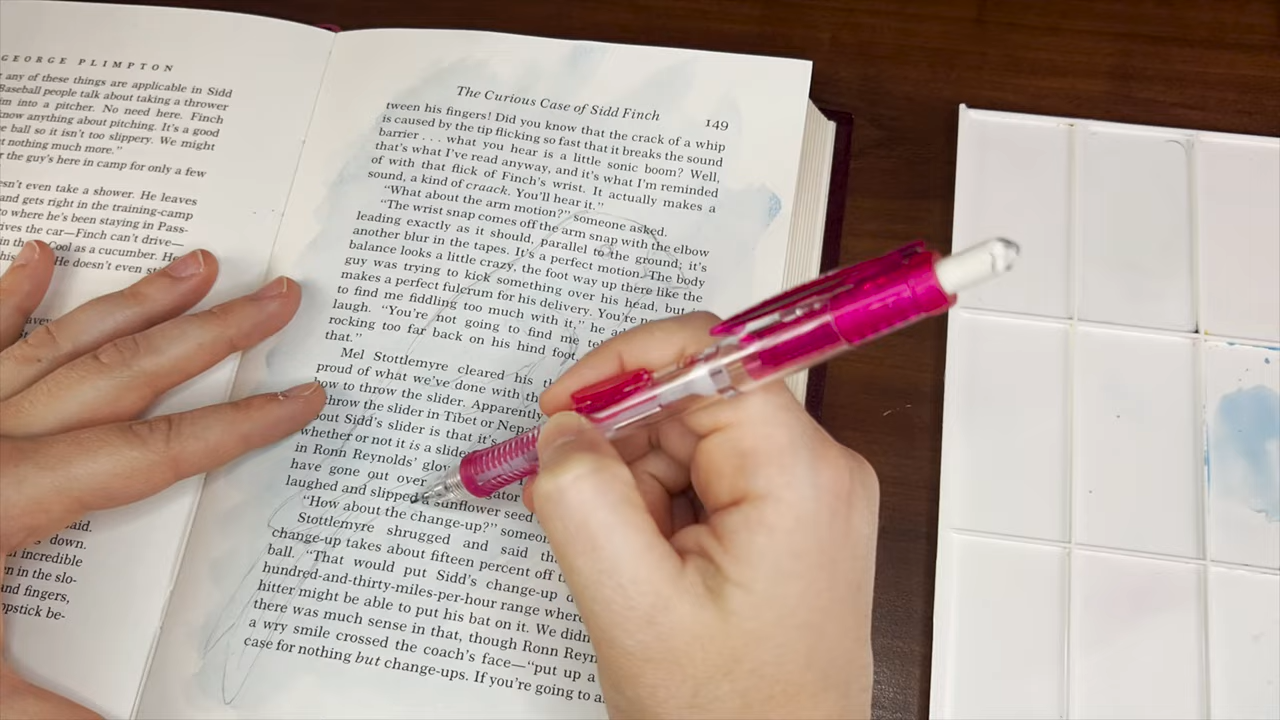 GEORGE PLIMPTON
any of these things are applicable in Sidd
Baseball people talk about taking a thrower
into a pitcher. No need here. Finch
know anything about pitching. It's a good
ball so it isn't too slippery. We might
nothing much more."
the guy's here in camp for only a few
even take a shower. He leaves
and gets right in the training-camp
to where he's been staying in Pass-
the car—Finch can't drive—
in Cool as a cucumber. He
He doesn't even
said.
down.
incredible
in the slo-
and fingers,
be-
The Curious Case of Sidd Finch
149
tween his fingers! Did you know that the crack of a whip
is caused by the tip flicking so fast that it breaks the sound
barrier . . . what you hear is a little sonic boom? Well,
that's what I've read anyway, and it's what I'm reminded
of with that flick of Finch's wrist. It actually makes a
sound, a kind of craack. You'll hear it."
"What about the arm motion?" someone asked.
"The wrist snap comes off the arm snap with the elbow
leading exactly as it should, parallel to the ground; it's
another blur in the tapes. It's a perfect motion. The body
balance looks a little crazy, the foot way up there like the
guy was trying to kick something over his head, but
makes a perfect fulcrum for his delivery. You're
to find me fiddling too much with it," he
laugh. "You're not going to find me
rocking too far back on his hind foot
that."
Mel Stottlemyre cleared his
proud of what we've done with
how to throw the slider. Apparently
throw the slider in Tibet or
about Sidd's slider is that it's
whether or not it is a
in Ronn Reynolds'
have gone out over
laughed and slipped a sunflower seed
"How about the change-up?"
Stottlemyre shrugged and said
change-up takes about fifteen percent off
ball. "That would put Sidd's change-up
hundred-and-thirty-miles-per-hour range
hitter might be able to put his bat on it. We
there was much sense in that, though Ronn
a wry smile crossed the coach's face—"put up a
case for nothing but change-ups. If you're going to